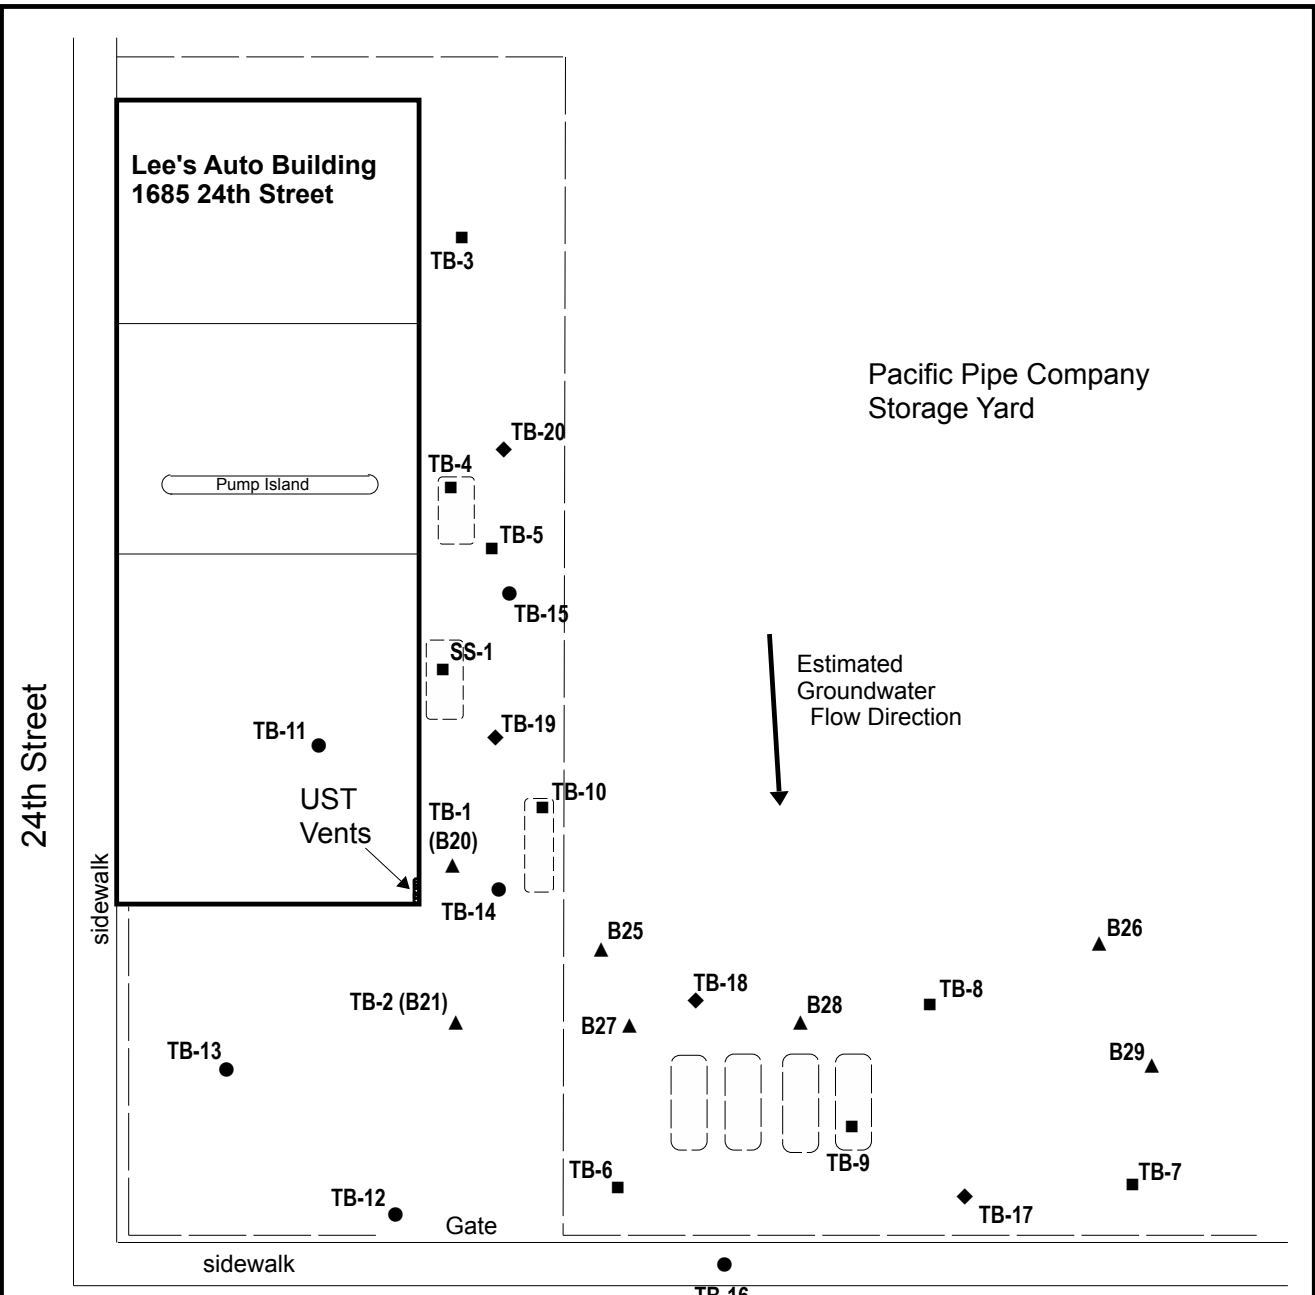 Lee's Auto Building
1685 24th Street
TB-3
Pacific Pipe Company
Storage Yard
TB-20
TB-4
Pump Island
TB-5
TB-15
SS-1
Estimated
Groundwater
Flow Direction
24th Street
TB-11
TB-19
UST
Vents
TB-1
(B20)
TB-10
sidewalk
TB-14
B25
B26
TB-18
TB-8
TB-2 (B21)
B27
B28
TB-13
B29
TB-9
TB-6
TB-7
TB-12
TB-17
Gate
sidewalk
TB-16